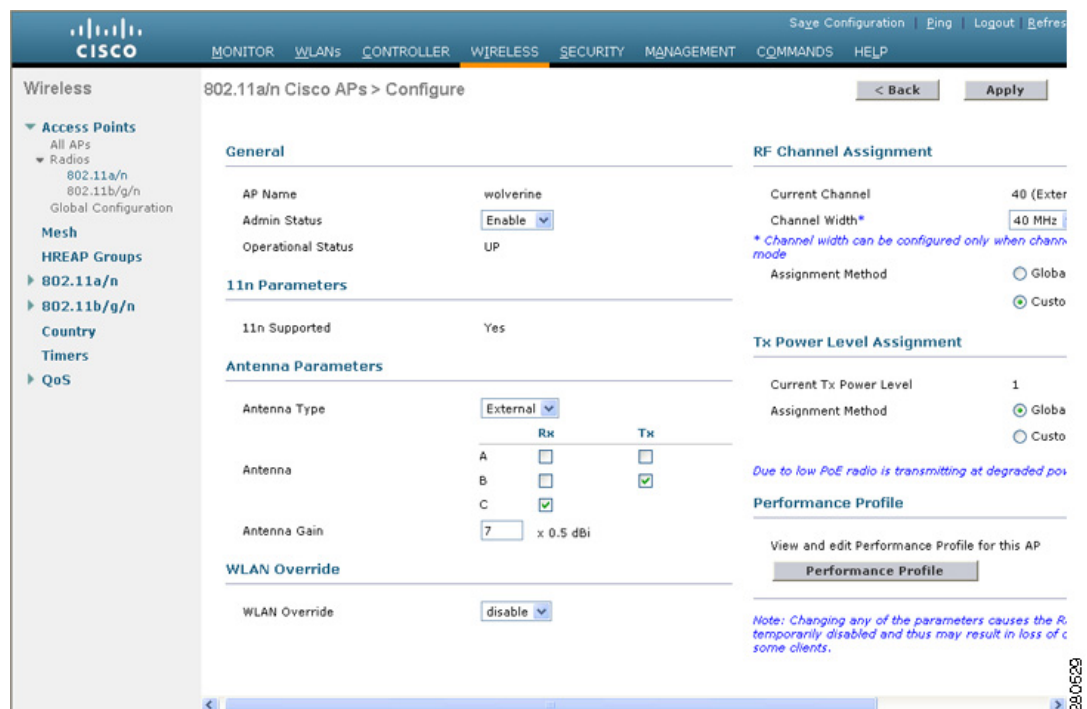 Save Configuration | Ping | Logout | Refres
CISCO
MONITOR WLANs CONTROLLER WIRELESS SECURITY MANAGEMENT COMMANDS HELP
Wireless
Access Points
All APs
Radios
802.11a/n
802.11b/g/n
Global Configuration
Mesh
HREAP Groups
802.11a/n
802.11b/g/n
Country
Timers
QoS
802.11a/n Cisco APs > Configure
< Back
Apply
General
AP Name wolverine
Admin Status Enable
Operational Status UP
11n Parameters
11n Supported Yes
Antenna Parameters
Antenna Type External
Rx Tx
Antenna
A
B
C
Antenna Gain 7 x 0.5 dBi
WLAN Override
WLAN Override disable
RF Channel Assignment
Current Channel 40 (Exter
Channel Width* 40 MHz
* Channel width can be configured only when chann
mode
Assignment Method Globa
Custo
Tx Power Level Assignment
Current Tx Power Level 1
Assignment Method Globa
Custo
Due to low PoE radio is transmitting at degraded pow
Performance Profile
View and edit Performance Profile for this AP
Performance Profile
Note: Changing any of the parameters causes the R
temporarily disabled and thus may result in loss of c
some clients.
280529